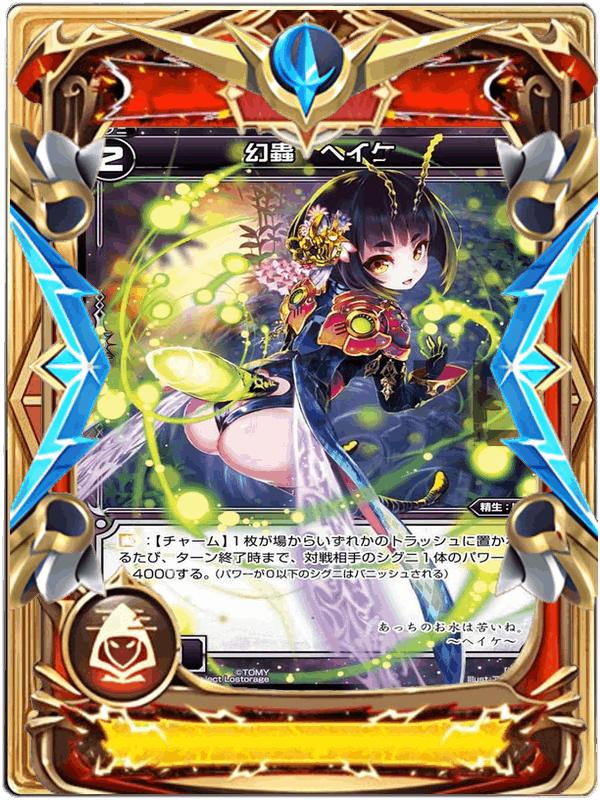 2
幻蟲 ヘイケ
精生:
:【チャーム】1枚が場からいずれかのトラッシュに置か
るたび、ターン終了時まで、対戦相手のシグニ1体のパワー
4000する。(パワーが0以下のシグニはバニッシュされる)
あっちのお水は苦いね。
～ヘイケ～
©TOMY
lect Lostorage
Illust: